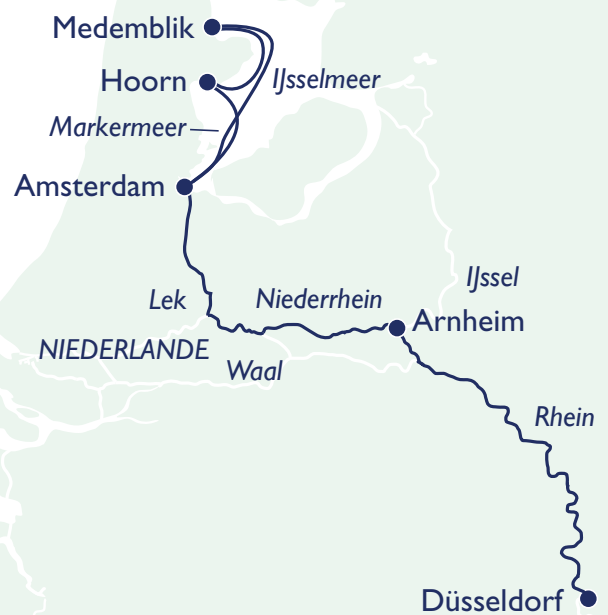 Medemblik
Hoorn
IJsselmeer
Markermeer
Amsterdam
IJssel
Lek
Niederrhein
Arnheim
NIEDERLANDE
Waal
Rhein
Düsseldorf